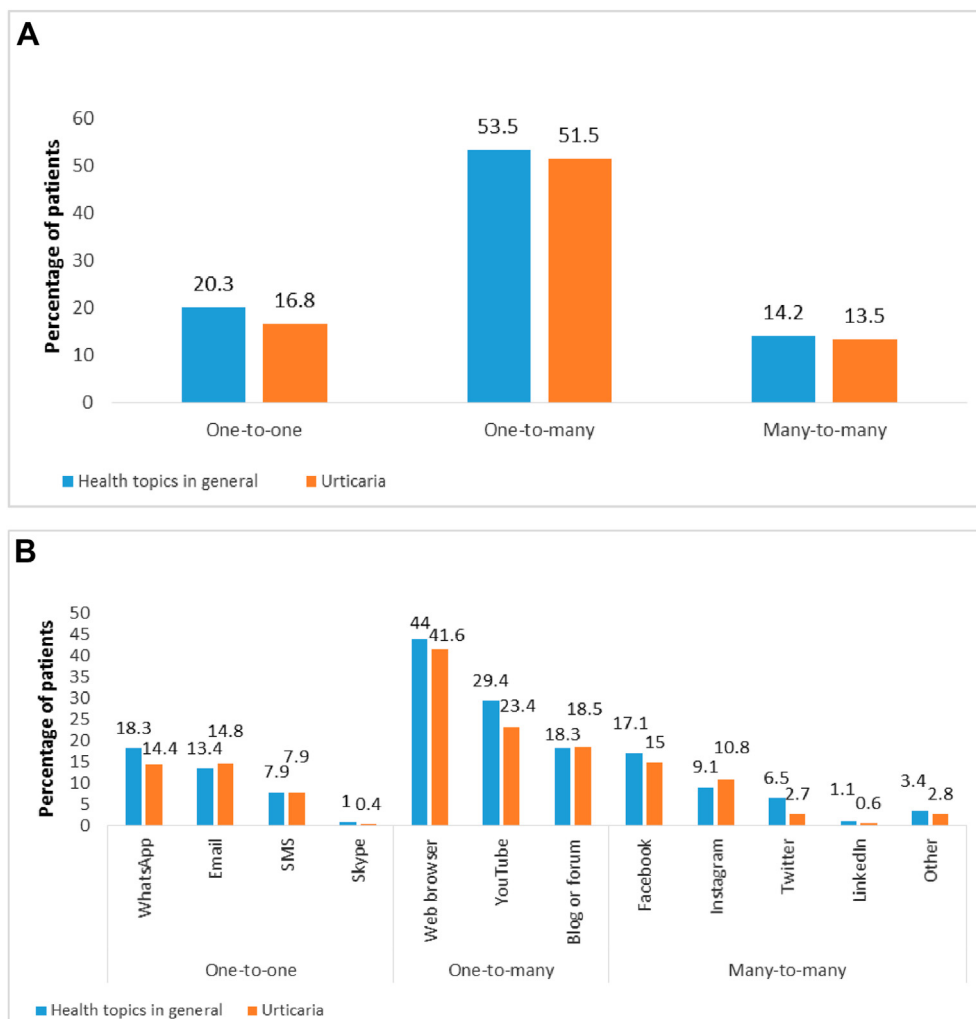 A
Percentage of patients
60
50
40
30
20
10
0
20.3
16.8
53.5
51.5
14.2
13.5
One-to-one
One-to-many
Many-to-many
Health topics in general
Urticaria
B
Percentage of patients
50
45
40
35
30
25
20
15
10
5
0
18.3
14.4
13.4
14.8
7.9
7.9
1
0.4
44
41.6
29.4
23.4
18.3
18.5
17.1
15
9.1
10.8
6.5
2.7
1.1
0.6
3.4
2.8
WhatsApp
Email
SMS
Skype
Web browser
YouTube
Blog or forum
Facebook
Instagram
Twitter
LinkedIn
Other
One-to-one
One-to-many
Many-to-many
Health topics in general
Urticaria